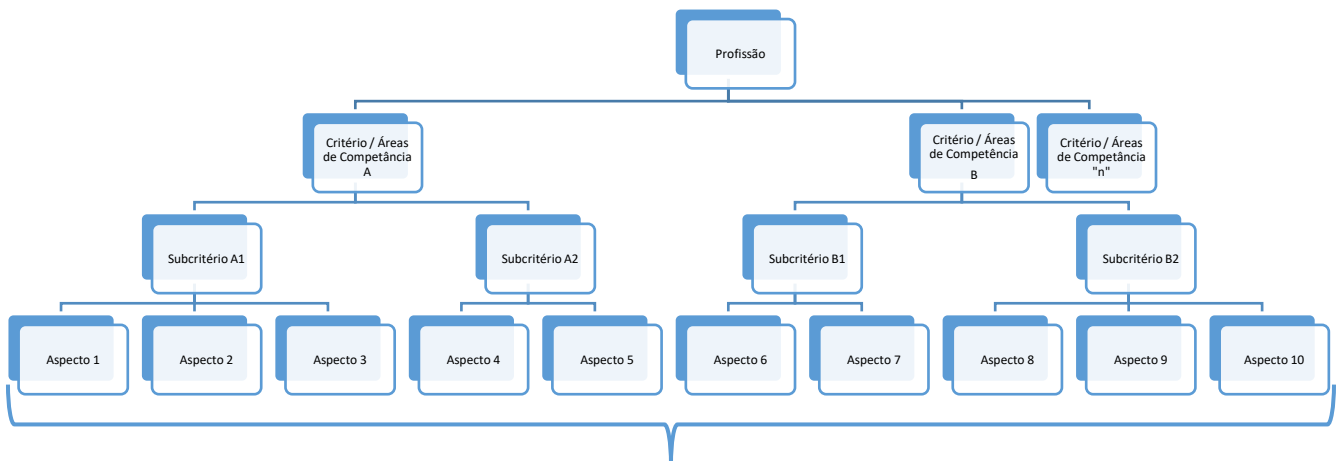 Profissão
Critério / Áreas
de Competância
A
Critério / Áreas
de Competência
B
Critério / Áreas
de Competância
"n"
Subcritério A1
Subcritério A2
Subcritério B1
Subcritério B2
Aspecto 1
Aspecto 2
Aspecto 3
Aspecto 4
Aspecto 5
Aspecto 6
Aspecto 7
Aspecto 8
Aspecto 9
Aspecto 10